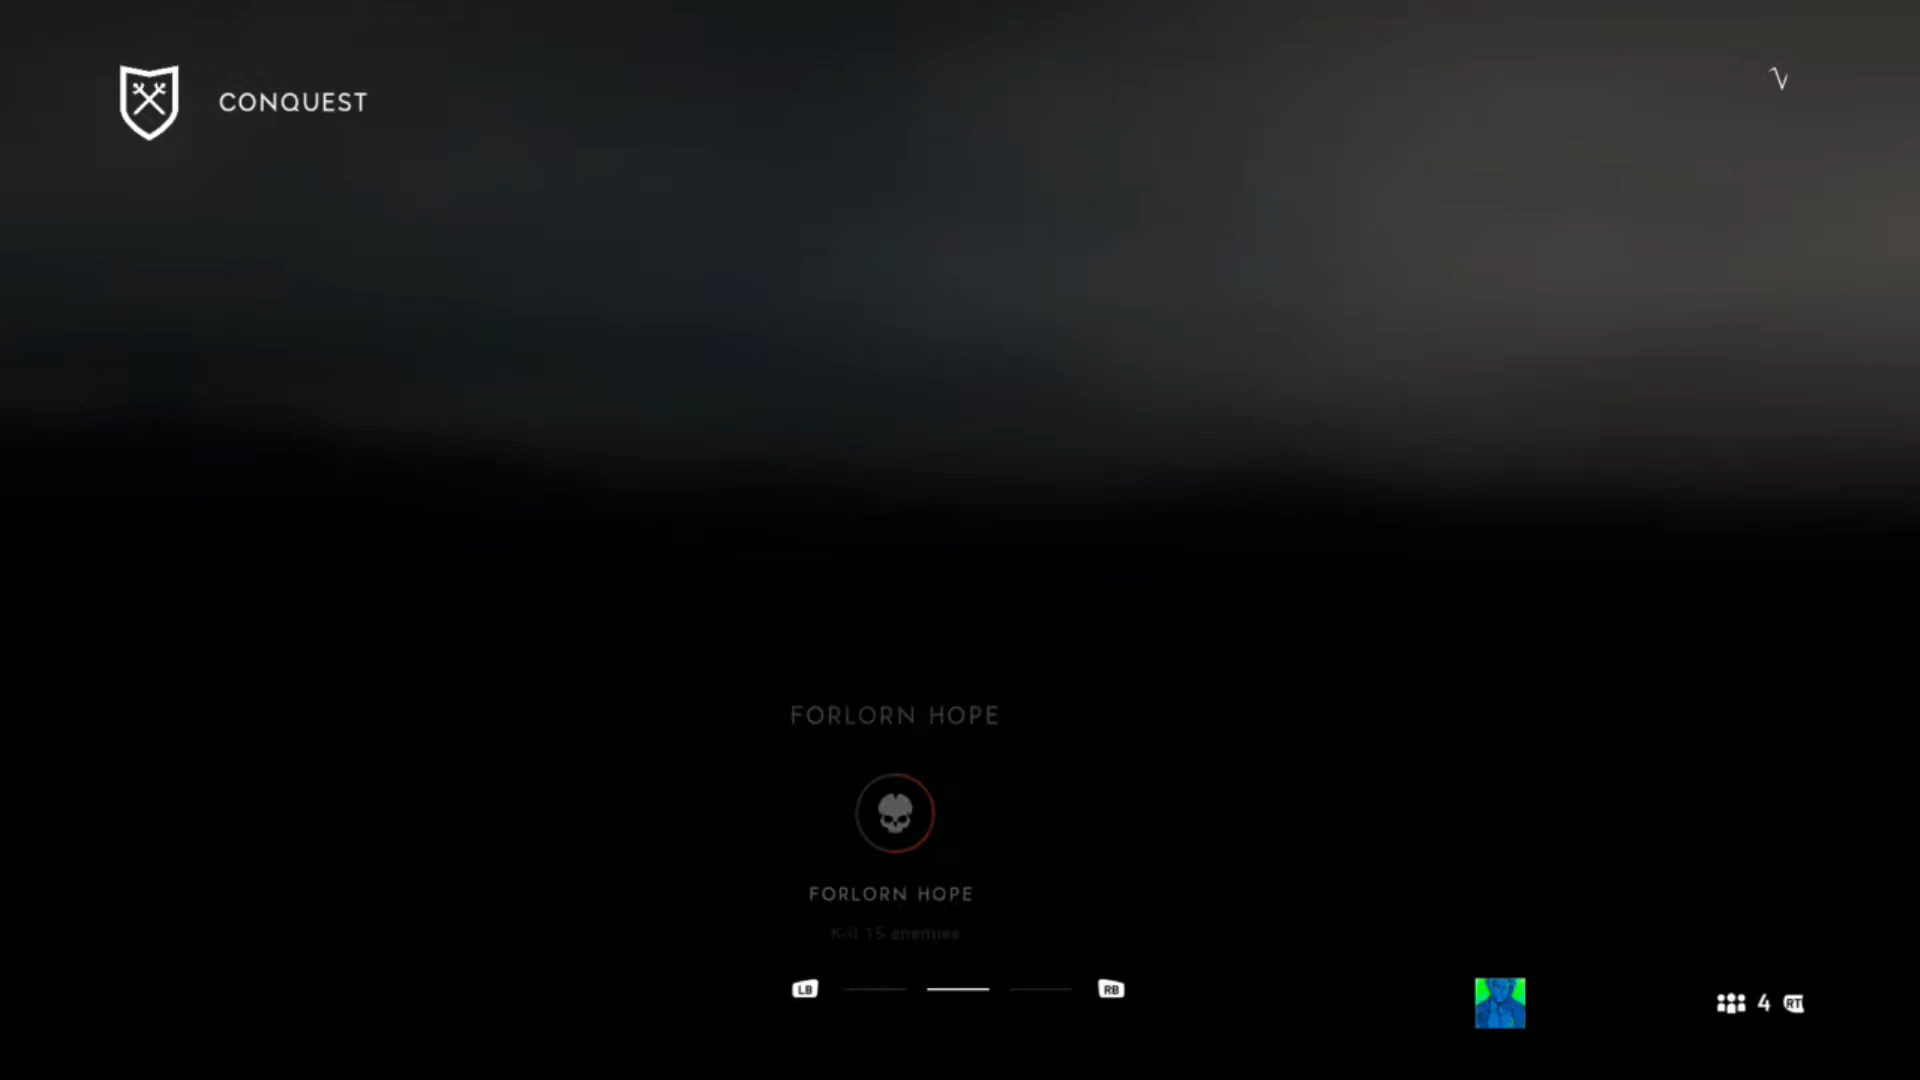 CONQUEST
FORLORN HOPE
FORLORN HOPE
Kill 15 enemies
LB
RB
4 RT